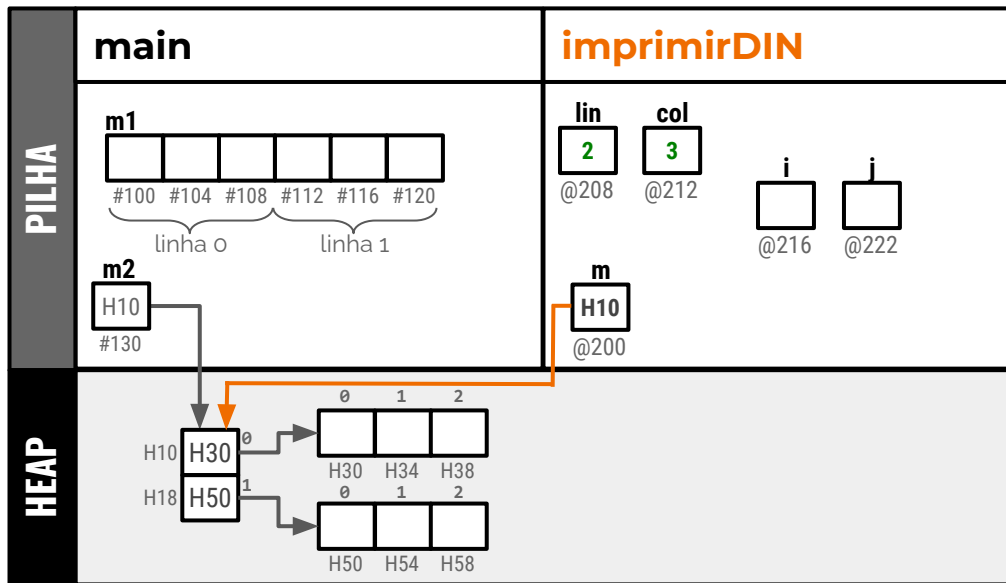 main imprimirDIN
PILHA
m1
#100 #104 #108 #112 #116 #120
linha 0 linha 1
m2
H10
#130
lin col
2 3
@208 @212
i j
@216 @222
m
H10
@200
HEAP
H10 H30 0
H18 H50 1
0 1 2
H30 H34 H38
0 1 2
H50 H54 H58